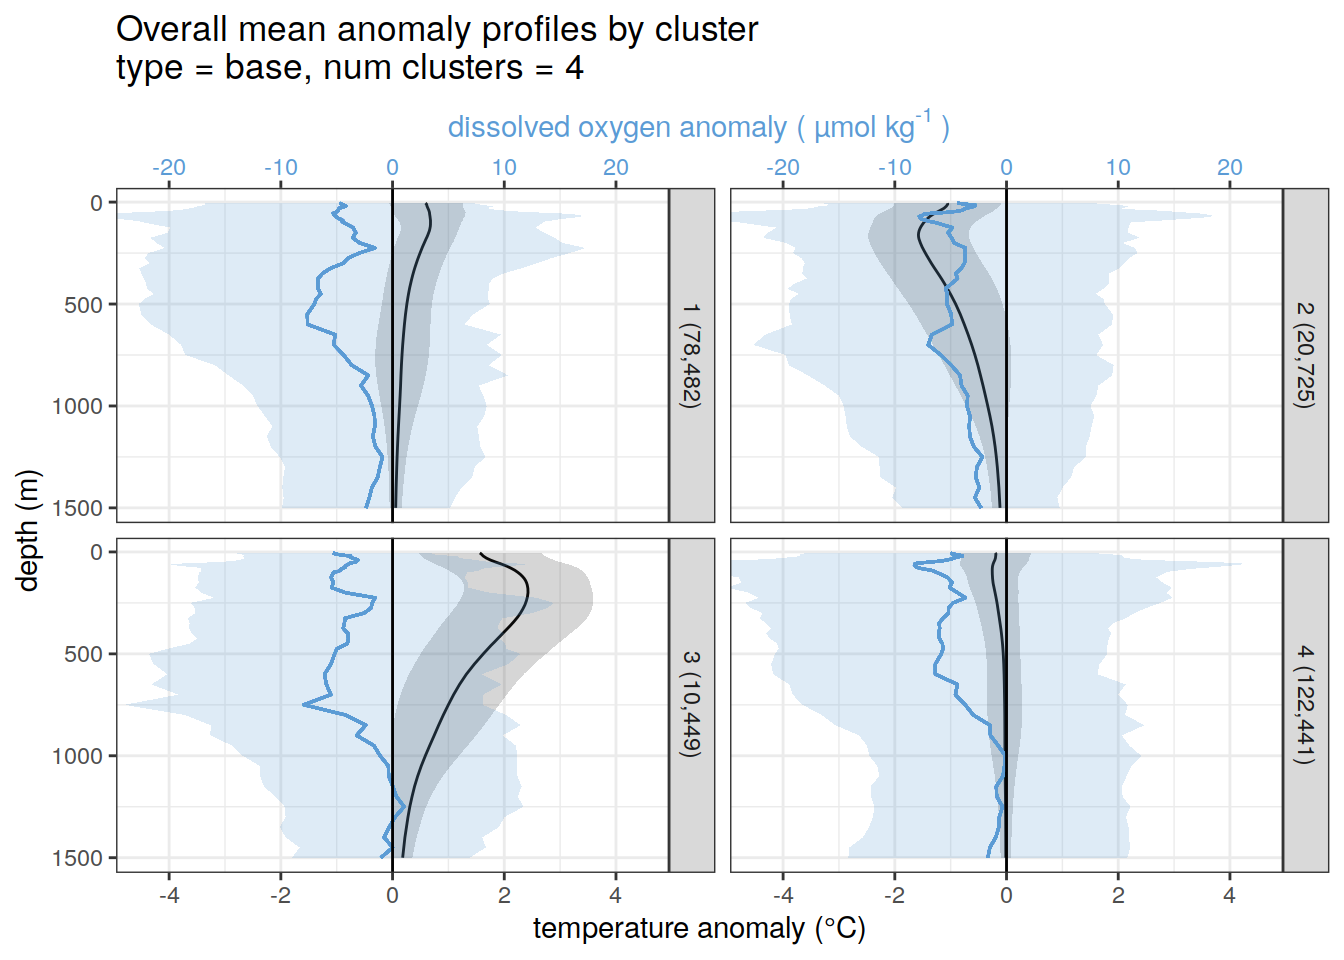 Overall mean anomaly profiles by cluster
type = base, num clusters = 4
dissolved oxygen anomaly ( µmol kg⁻¹ )
-20 -10 0 10 20 -20 -10 0 10 20
0
500
1000
1500
1 (78,482)
2 (20,725)
depth (m)
0
500
1000
1500
3 (10,449)
4 (122,441)
-4 -2 0 2 4 -4 -2 0 2 4
temperature anomaly (°C)